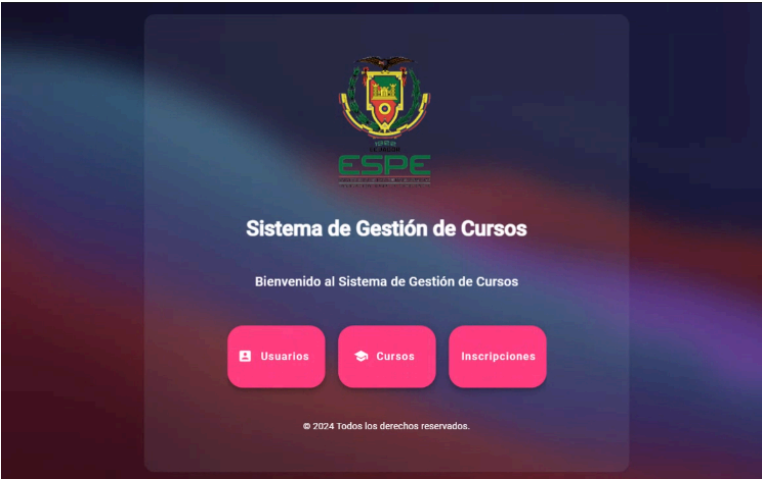 ESPE
Sistema de Gestión de Cursos
Bienvenido al Sistema de Gestión de Cursos
Usuarios
Cursos
Inscripciones
© 2024 Todos los derechos reservados.